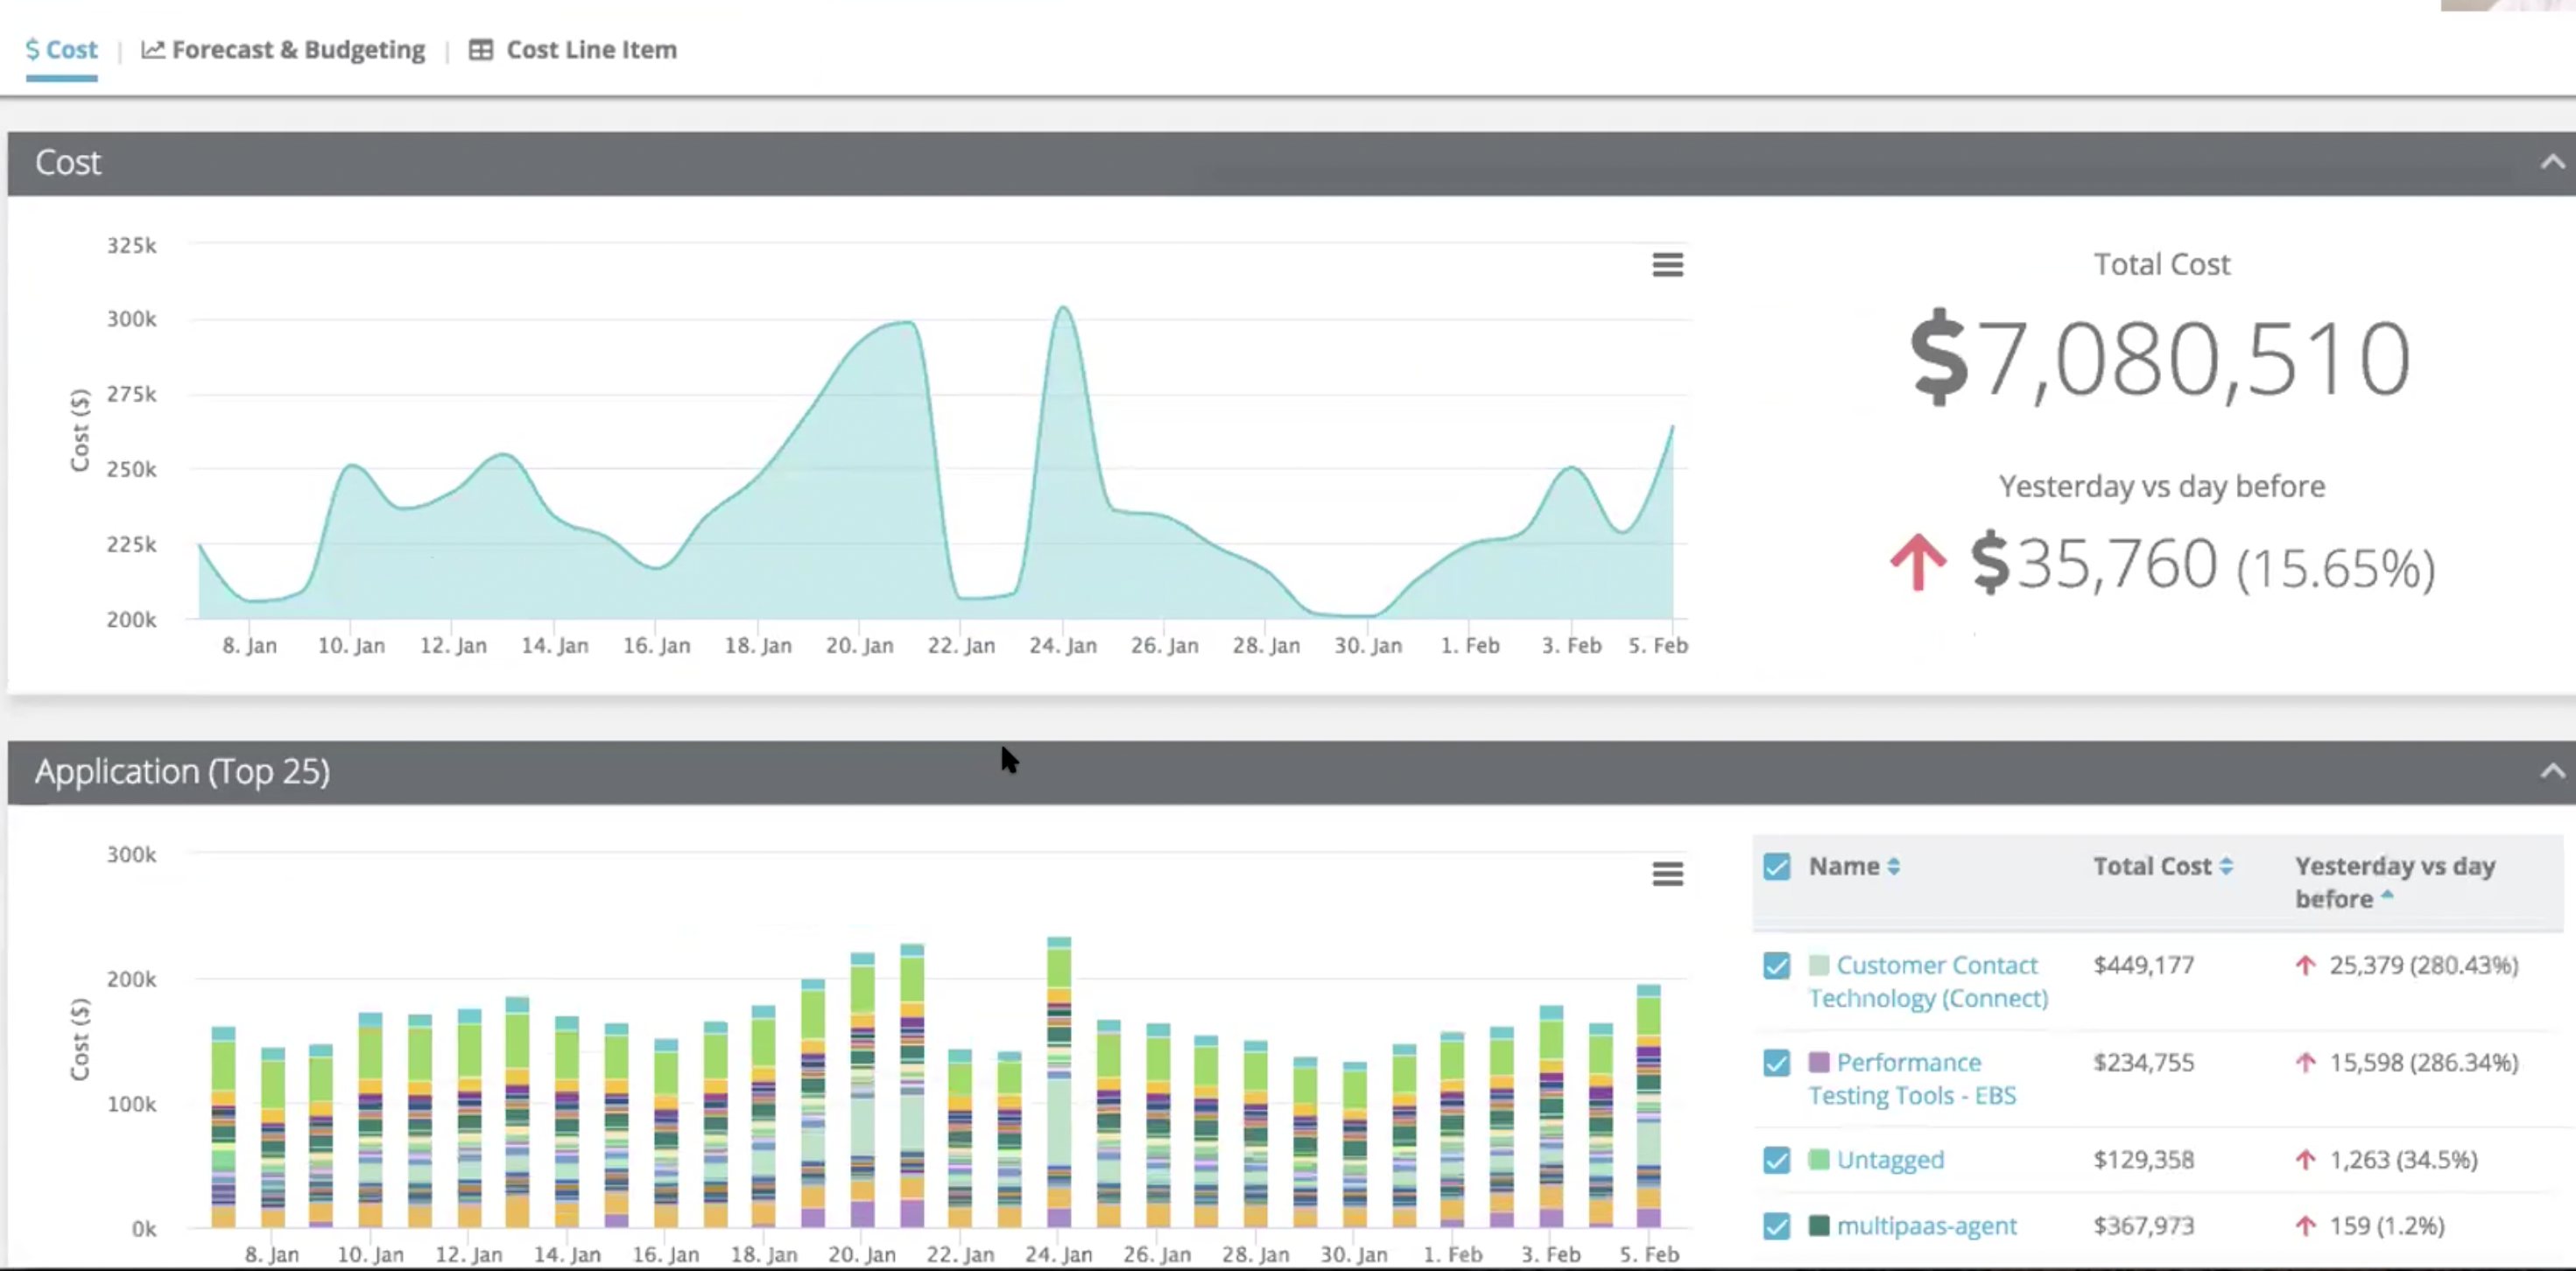 $ Cost | Forecast & Budgeting | Cost Line Item
Cost
325k
300k
275k
250k
225k
200k
Cost ($)
8. Jan 10. Jan 12. Jan 14. Jan 16. Jan 18. Jan 20. Jan 22. Jan 24. Jan 26. Jan 28. Jan 30. Jan 1. Feb 3. Feb 5. Feb
Total Cost
$7,080,510
Yesterday vs day before
$35,760 (15.65%)
Application (Top 25)
300k
200k
100k
0k
Cost ($)
8. Jan 10. Jan 12. Jan 14. Jan 16. Jan 18. Jan 20. Jan 22. Jan 24. Jan 26. Jan 28. Jan 30. Jan 1. Feb 3. Feb 5. Feb
Name Total Cost Yesterday vs day
before
Customer Contact $449,177 25,379 (280.43%)
Technology (Connect)
Performance $234,755 15,598 (286.34%)
Testing Tools - EBS
Untagged $129,358 1,263 (34.5%)
multipaas-agent $367,973 159 (1.2%)